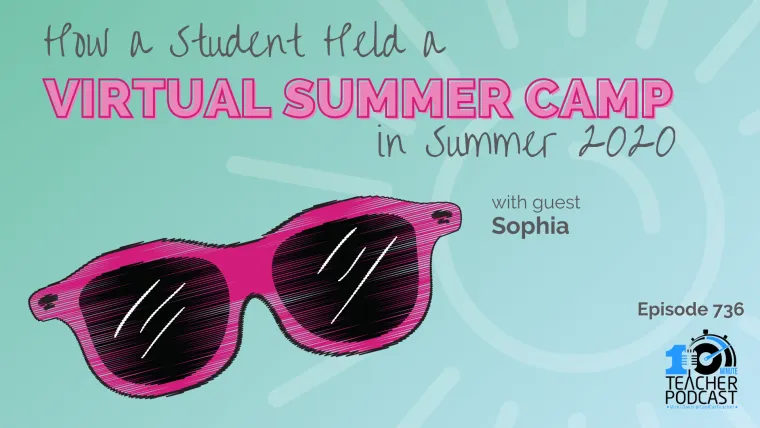 How a Student Held a
VIRTUAL SUMMER CAMP
in Summer 2020
with guest
Sophia
Episode 736
10
MINUTE
TEACHER
PODCAST